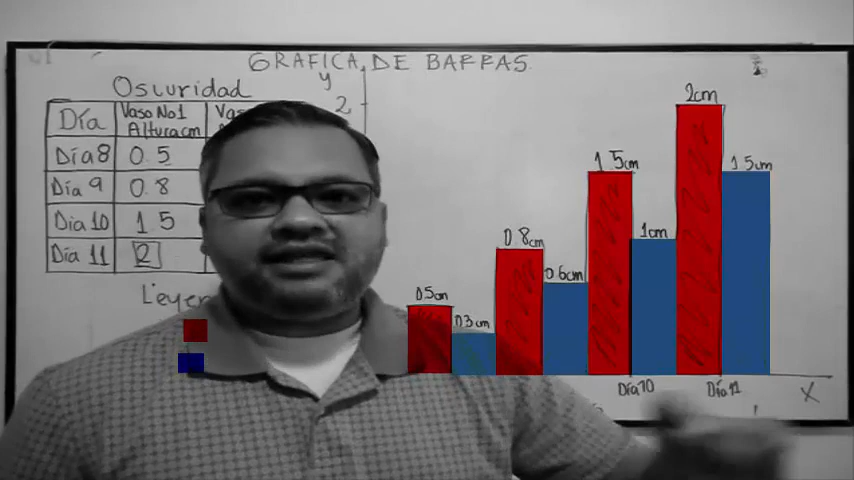 GRAFICA DE BARRAS
Oscuridad
Día
Vaso No 1
Altura cm
Día 8
0.5
Día 9
0.8
Día 10
1.5
Día 11
2
y
2
0.5cm
0.3cm
0.8cm
0.6cm
1.5cm
1cm
2cm
1.5cm
Día 10
Día 11
X